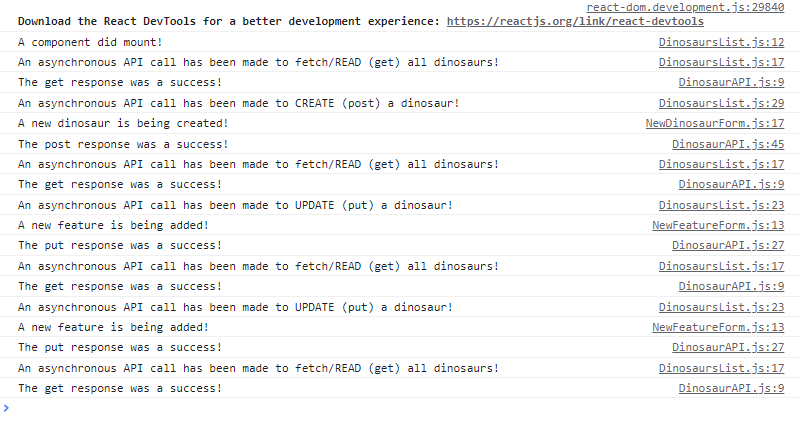 react-dom.development.js:29840
Download the React DevTools for a better development experience: https://reactjs.org/link/react-devtools
A component did mount! DinosaursList.js:12
An asynchronous API call has been made to fetch/READ (get) all dinosaurs! DinosaursList.js:17
The get response was a success! DinosaurAPI.js:9
An asynchronous API call has been made to CREATE (post) a dinosaur! DinosaursList.js:29
A new dinosaur is being created! NewDinosaurForm.js:17
The post response was a success! DinosaurAPI.js:45
An asynchronous API call has been made to fetch/READ (get) all dinosaurs! DinosaursList.js:17
The get response was a success! DinosaurAPI.js:9
An asynchronous API call has been made to UPDATE (put) a dinosaur! DinosaursList.js:23
A new feature is being added! NewFeatureForm.js:13
The put response was a success! DinosaurAPI.js:27
An asynchronous API call has been made to fetch/READ (get) all dinosaurs! DinosaursList.js:17
The get response was a success! DinosaurAPI.js:9
An asynchronous API call has been made to UPDATE (put) a dinosaur! DinosaursList.js:23
A new feature is being added! NewFeatureForm.js:13
The put response was a success! DinosaurAPI.js:27
An asynchronous API call has been made to fetch/READ (get) all dinosaurs! DinosaursList.js:17
The get response was a success! DinosaurAPI.js:9